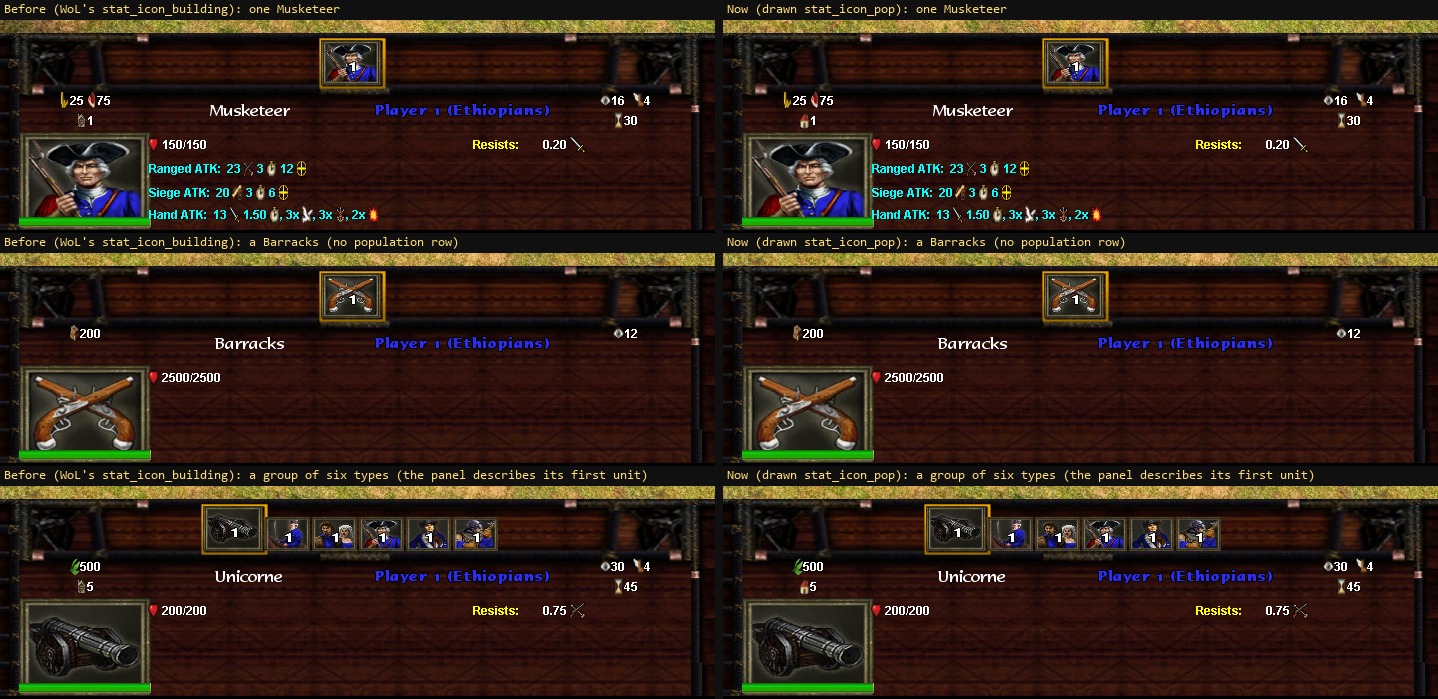 Before (WoL's stat_icon_building): one Musketeer
1
25 75
1
Musketeer
Player 1 (Ethiopians)
16 4
30
150/150
Resists: 0.20
Ranged ATK: 23 3 12
Siege ATK: 20 3 6
Hand ATK: 13 1.50 , 3x , 3x , 2x
Now (drawn stat_icon_pop): one Musketeer
1
25 75
1
Musketeer
Player 1 (Ethiopians)
16 4
30
150/150
Resists: 0.20
Ranged ATK: 23 3 12
Siege ATK: 20 3 6
Hand ATK: 13 1.50 , 3x , 3x , 2x
Before (WoL's stat_icon_building): a Barracks (no population row)
1
200
Barracks
Player 1 (Ethiopians)
12
2500/2500
Now (drawn stat_icon_pop): a Barracks (no population row)
1
200
Barracks
Player 1 (Ethiopians)
12
2500/2500
Before (WoL's stat_icon_building): a group of six types (the panel describes its first unit)
1 1 1 1 1 1
500
5
Unicorne
Player 1 (Ethiopians)
30 4
45
200/200
Resists: 0.75
Now (drawn stat_icon_pop): a group of six types (the panel describes its first unit)
1 1 1 1 1 1
500
5
Unicorne
Player 1 (Ethiopians)
30 4
45
200/200
Resists: 0.75